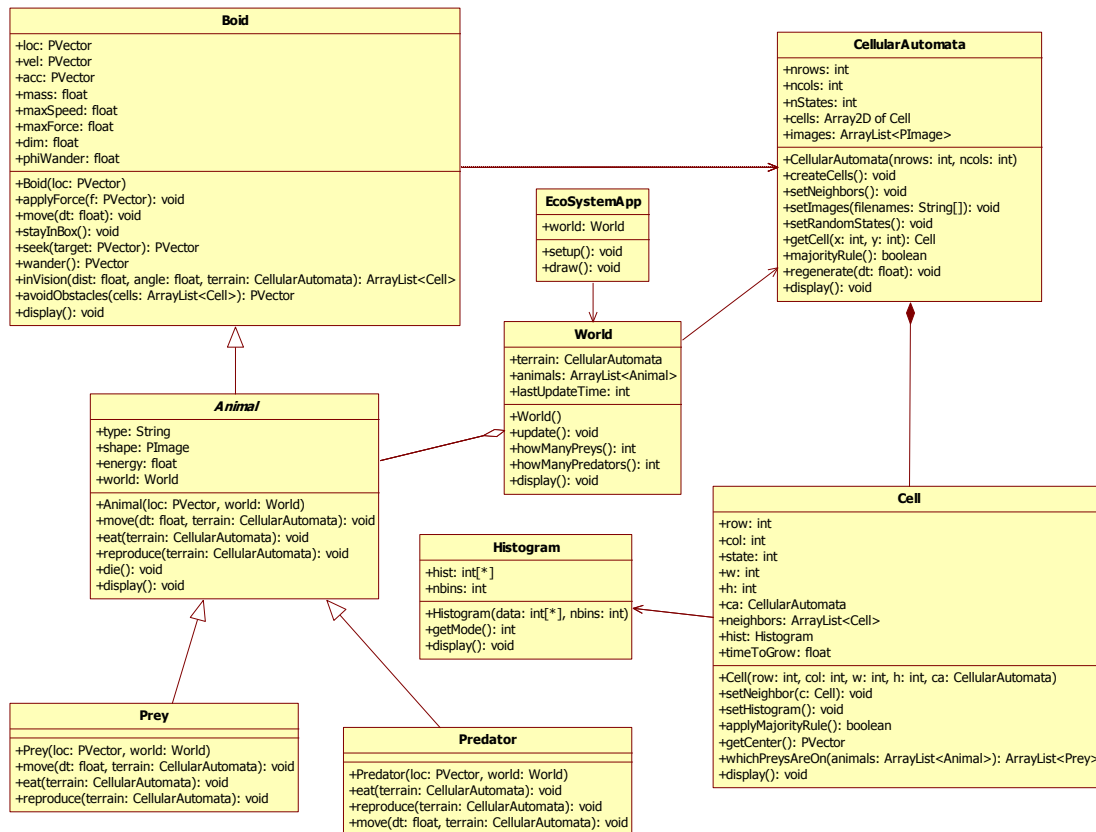 Boid
+loc: PVector
+vel: PVector
+acc: PVector
+mass: float
+maxSpeed: float
+maxForce: float
+dim: float
+phiWander: float
+Boid(loc: PVector)
+applyForce(f: PVector): void
+move(dt: float): void
+stayInBox(): void
+seek(target: PVector): PVector
+wander(): PVector
+inVision(dist: float, angle: float, terrain: CellularAutomata): ArrayList<Cell>
+avoidObstacles(cells: ArrayList<Cell>): PVector
+display(): void
CellularAutomata
+nrows: int
+ncols: int
+nStates: int
+cells: Array2D of Cell
+images: ArrayList<PImage>
+CellularAutomata(nrows: int, ncols: int)
+createCells(): void
+setNeighbors(): void
+setImages(filenames: String[]): void
+setRandomStates(): void
+getCell(x: int, y: int): Cell
+majorityRule(): boolean
+regenerate(dt: float): void
+display(): void
EcoSystemApp
+world: World
+setup(): void
+draw(): void
World
+terrain: CellularAutomata
+animals: ArrayList<Animal>
+lastUpdateTime: int
+World()
+update(): void
+howManyPreys(): int
+howManyPredators(): int
+display(): void
Animal
+type: String
+shape: PImage
+energy: float
+world: World
+Animal(loc: PVector, world: World)
+move(dt: float, terrain: CellularAutomata): void
+eat(terrain: CellularAutomata): void
+reproduce(terrain: CellularAutomata): void
+die(): void
+display(): void
Histogram
+hist: int[*]
+nbins: int
+Histogram(data: int[*], nbins: int)
+getMode(): int
+display(): void
Cell
+row: int
+col: int
+state: int
+w: int
+h: int
+ca: CellularAutomata
+neighbors: ArrayList<Cell>
+hist: Histogram
+timeToGrow: float
+Cell(row: int, col: int, w: int, h: int, ca: CellularAutomata)
+setNeighbor(c: Cell): void
+setHistogram(): void
+applyMajorityRule(): boolean
+getCenter(): PVector
+whichPreysAreOn(animals: ArrayList<Animal>): ArrayList<Prey>
+display(): void
Prey
+Prey(loc: PVector, world: World)
+move(dt: float, terrain: CellularAutomata): void
+eat(terrain: CellularAutomata): void
+reproduce(terrain: CellularAutomata): void
Predator
+Predator(loc: PVector, world: World)
+eat(terrain: CellularAutomata): void
+reproduce(terrain: CellularAutomata): void
+move(dt: float, terrain: CellularAutomata): void